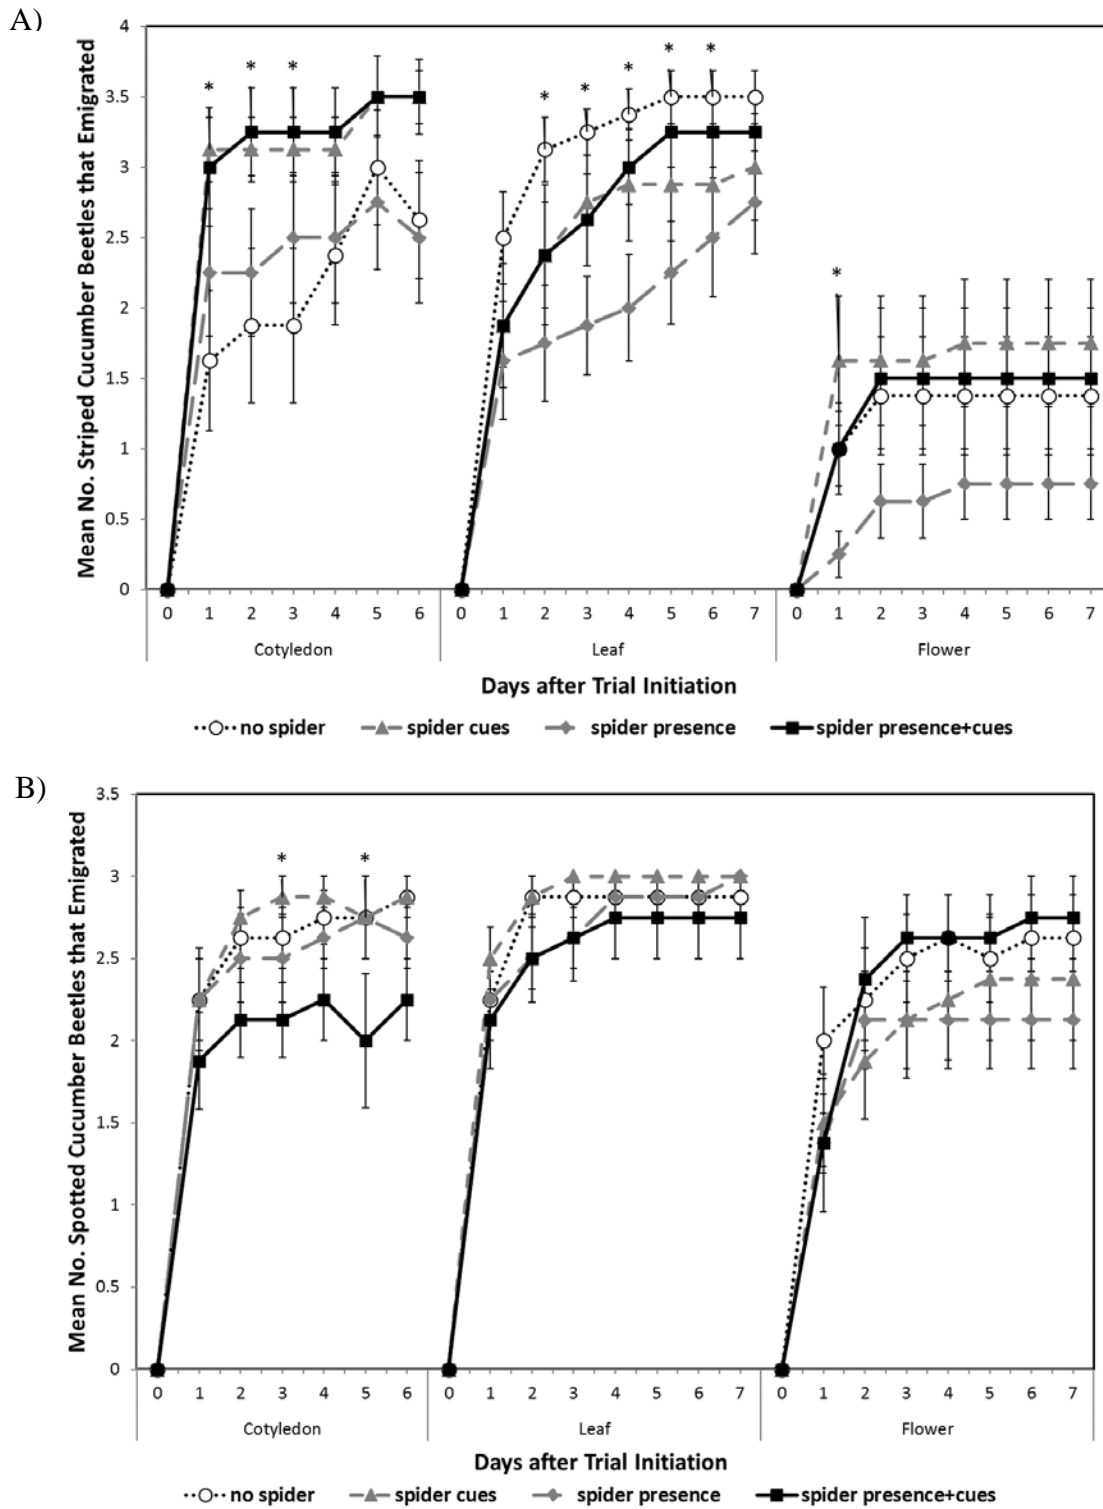 A)
Mean No. Striped Cucumber Beetles that Emigrated
4
3.5
3
2.5
2
1.5
1
0.5
0
* * * * * * * * *
0 1 2 3 4 5 6 0 1 2 3 4 5 6 7 0 1 2 3 4 5 6 7
Cotyledon Leaf Flower
Days after Trial Initiation
no spider spider cues spider presence spider presence+cues
B)
Mean No. Spotted Cucumber Beetles that Emigrated
3.5
3
2.5
2
1.5
1
0.5
0
* *
0 1 2 3 4 5 6 0 1 2 3 4 5 6 7 0 1 2 3 4 5 6 7
Cotyledon Leaf Flower
Days after Trial Initiation
no spider spider cues spider presence spider presence+cues